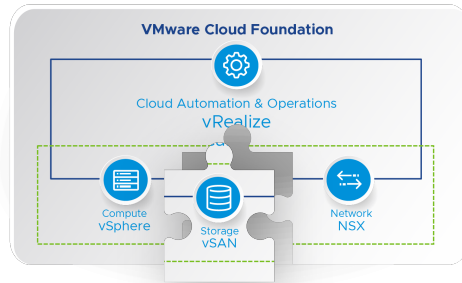 VMware Cloud Foundation
Cloud Automation & Operations
vRealize
Compute
vSphere
Storage
vSAN
Network
NSX